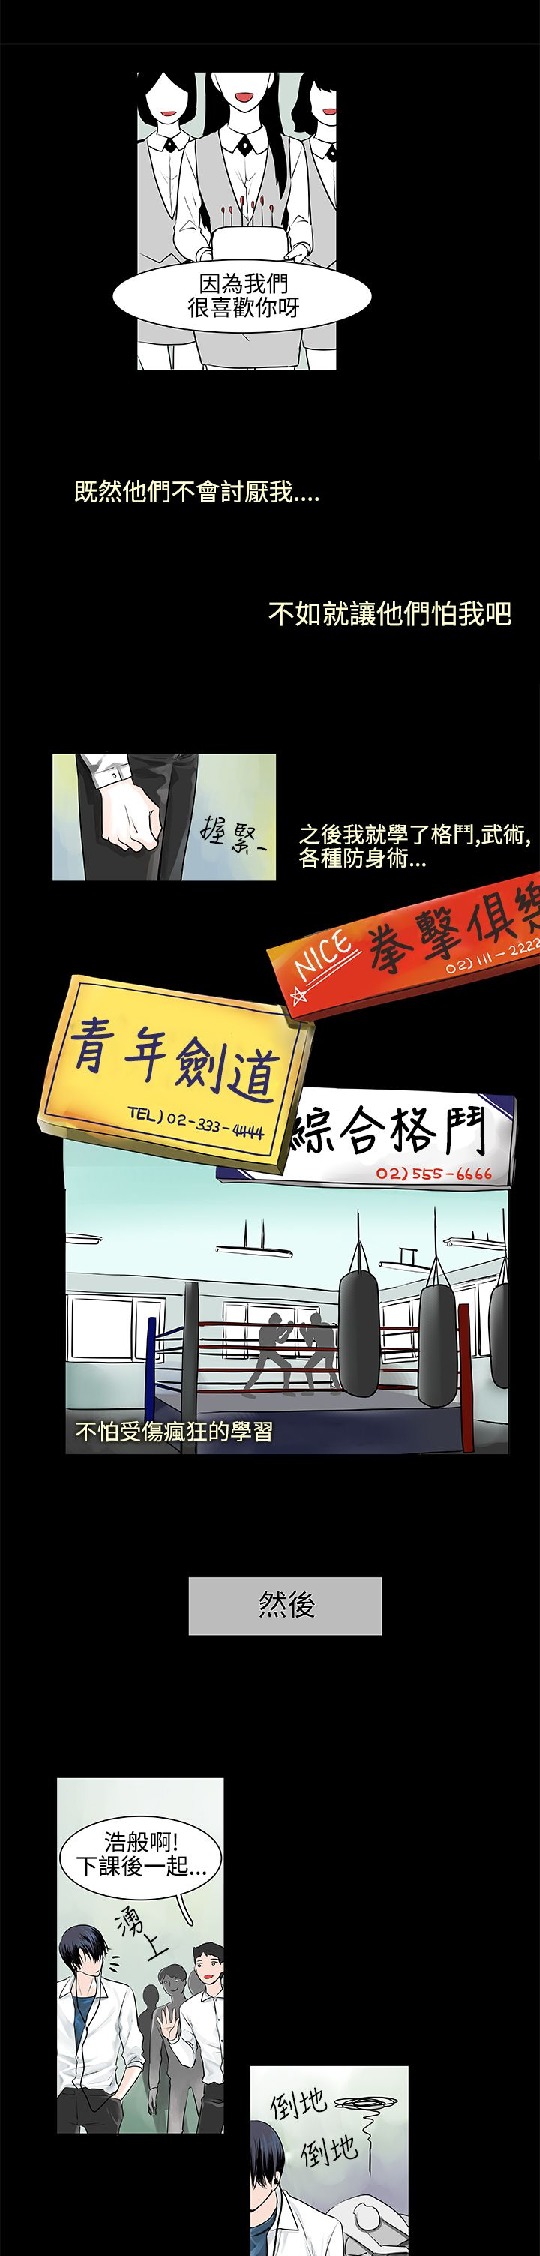 因為我們
很喜歡你呀
既然他們不會討厭我....
不如就讓他們怕我吧
握緊
之後我就學了格鬥,武術,
各種防身術...
NICE
拳擊俱樂
02)111-2222
青年劍道
TEL)02-333-4444
綜合格鬥
02)555-6666
不怕受傷瘋狂的學習
然後
浩般啊!
下課後一起...
湧上
倒地
倒地